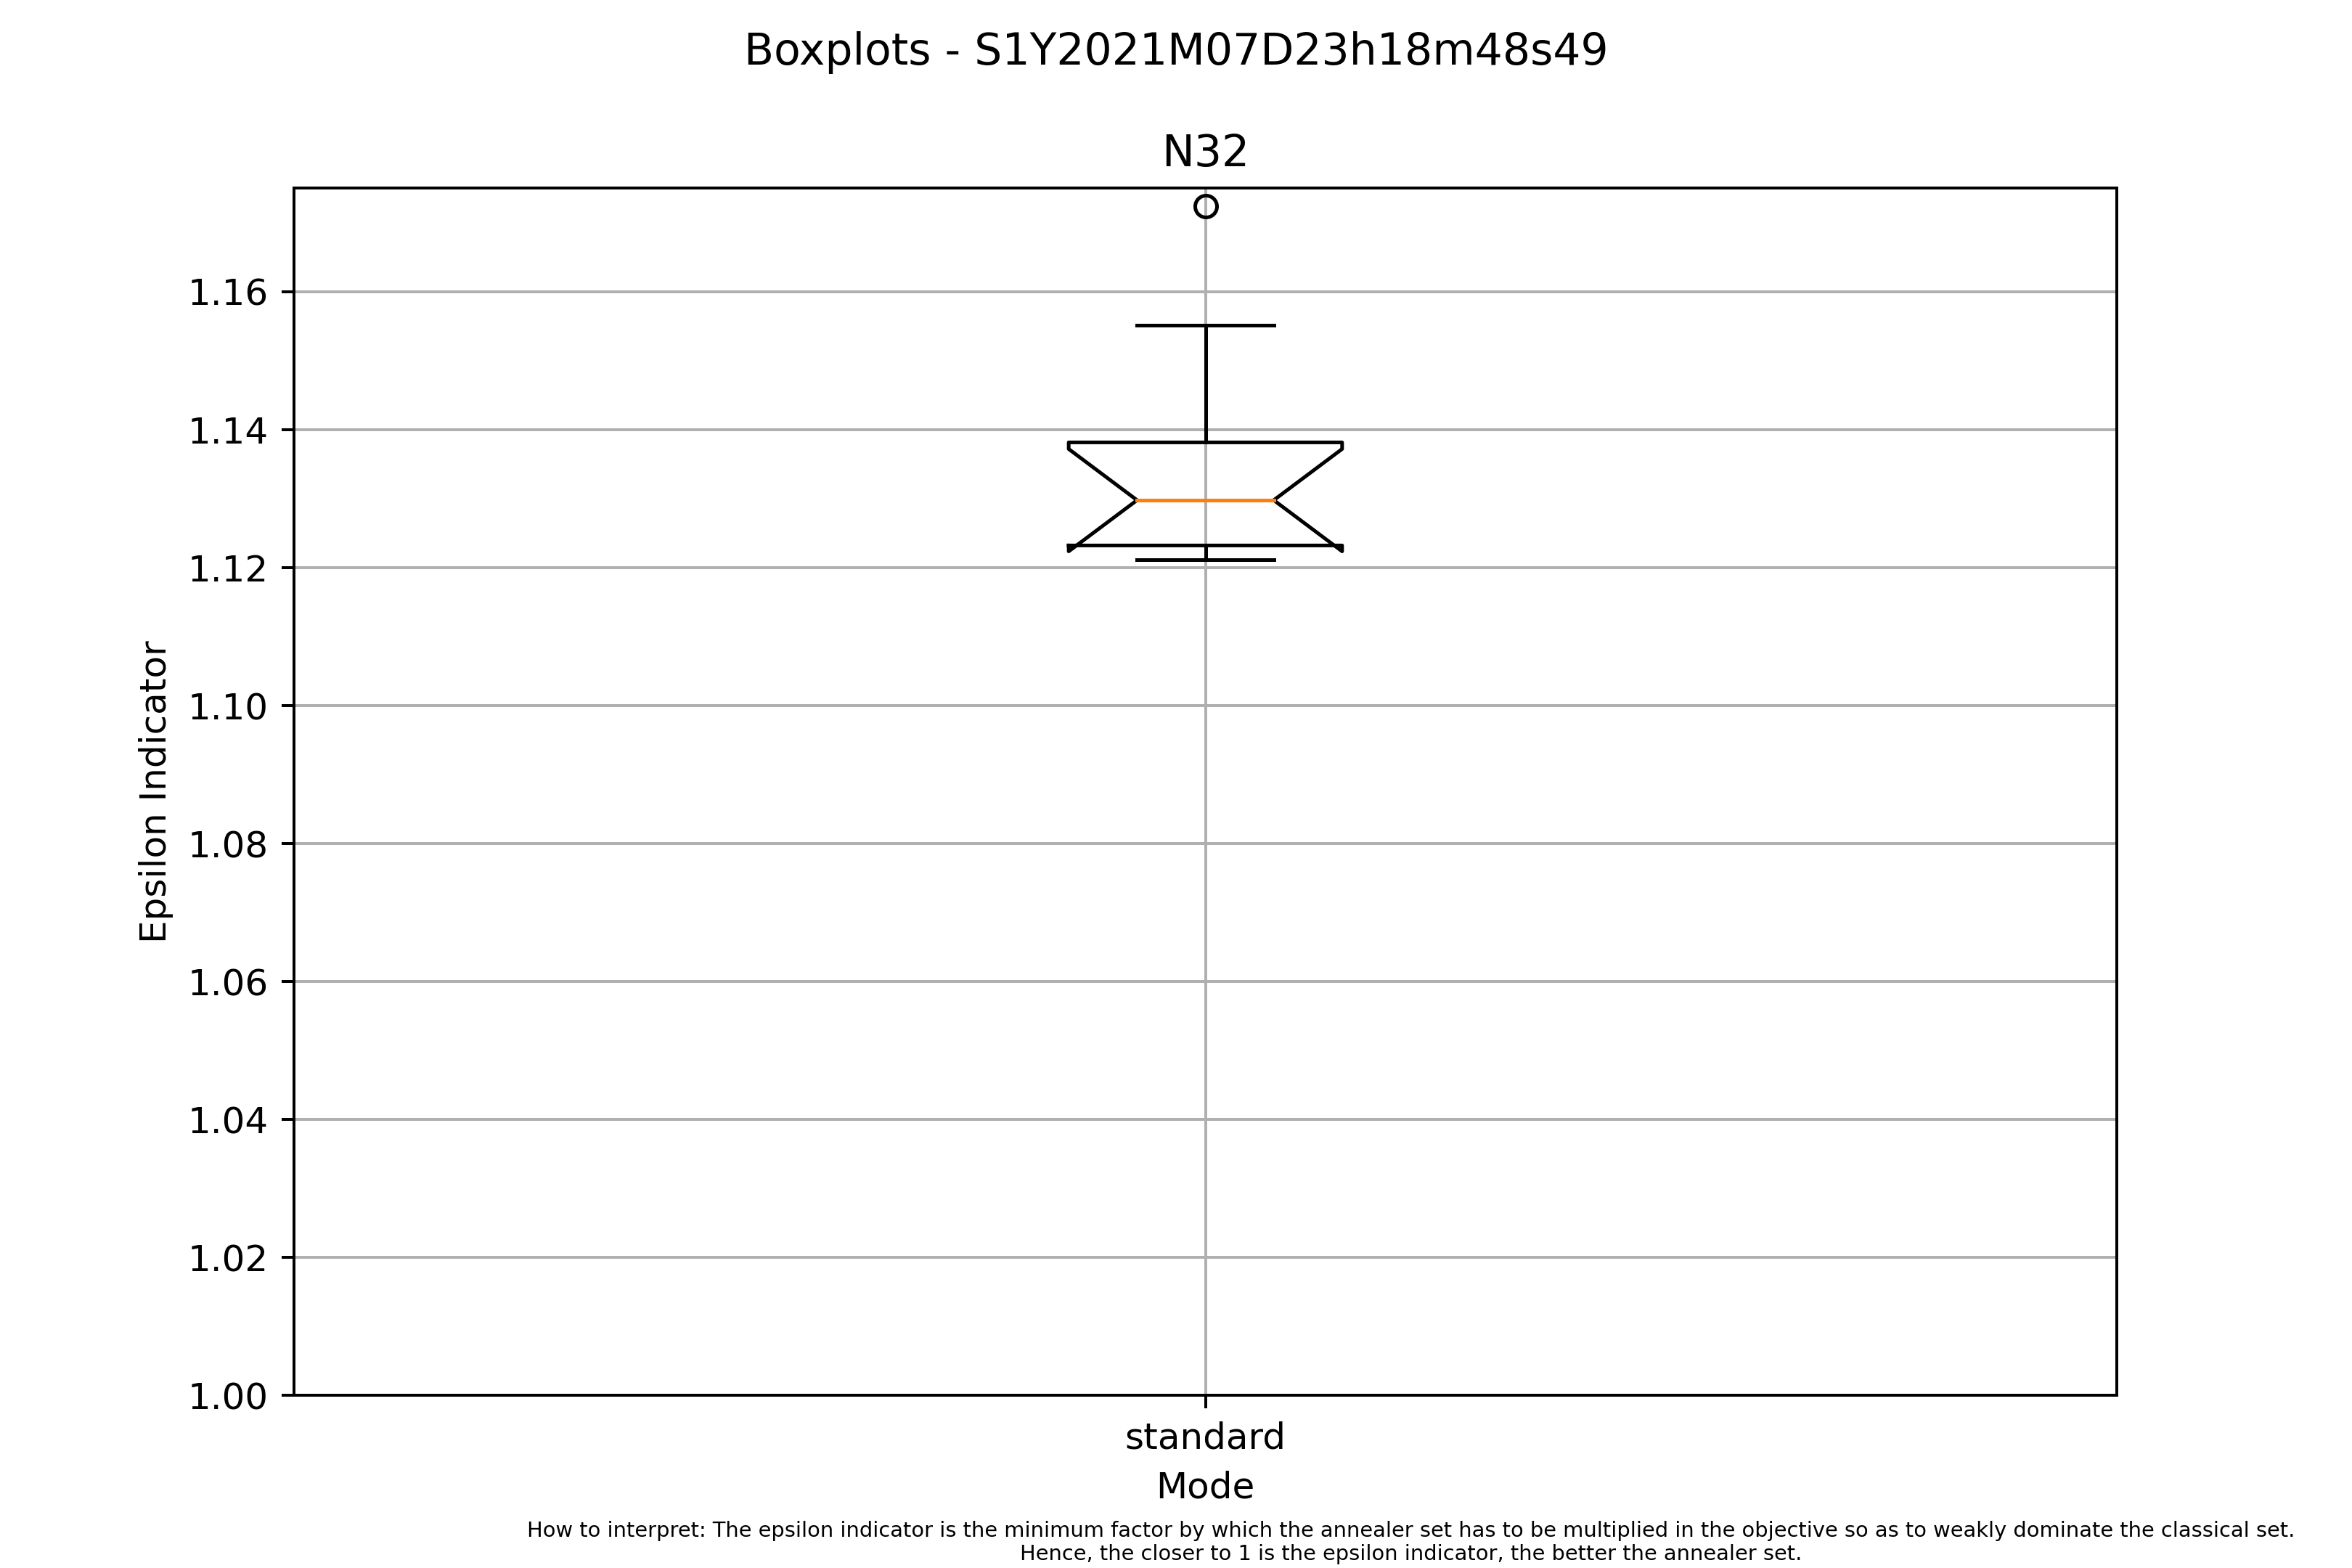 Boxplots - S1Y2021M07D23h18m48s49
N32
1.16
1.14
1.12
1.10
1.08
1.06
1.04
1.02
1.00
Epsilon Indicator
standard
Mode
How to interpret: The epsilon indicator is the minimum factor by which the annealer set has to be multiplied in the objective so as to weakly dominate the classical set.
Hence, the closer to 1 is the epsilon indicator, the better the annealer set.